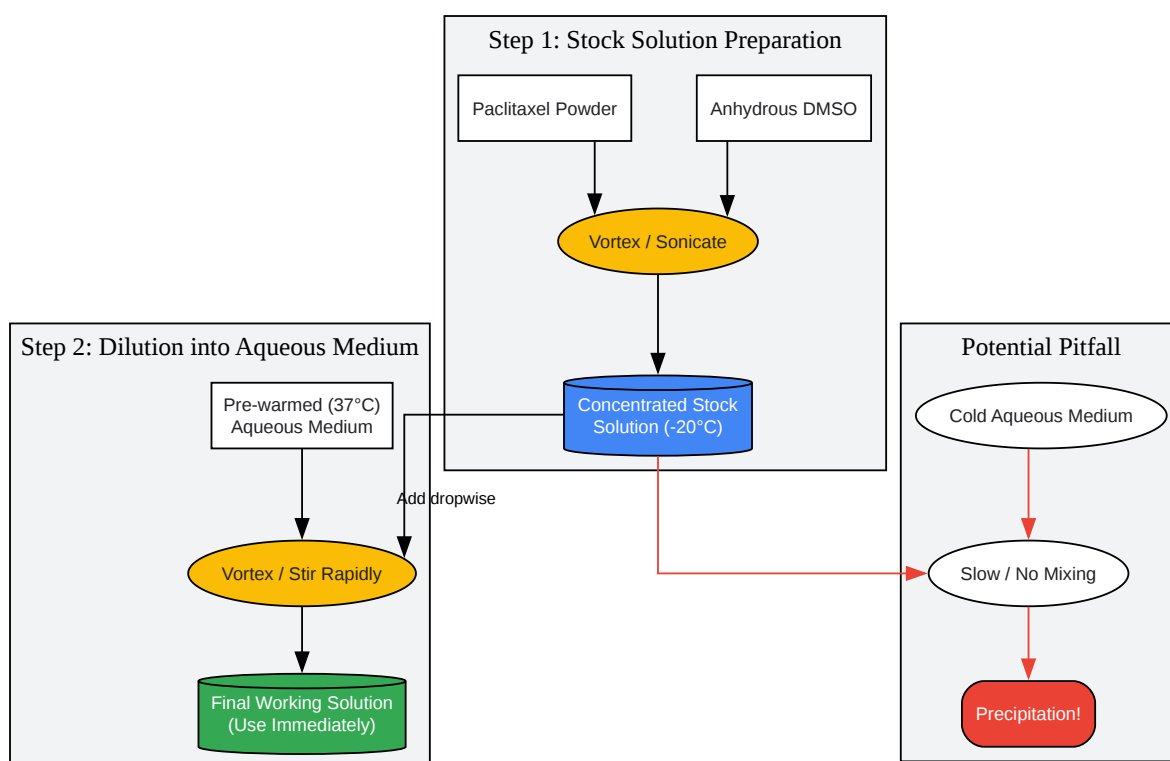 Step 1: Stock Solution Preparation
Paclitaxel Powder
Anhydrous DMSO
Vortex / Sonicate
Concentrated Stock
Solution (-20°C)
Step 2: Dilution into Aqueous Medium
Pre-warmed (37°C)
Aqueous Medium
Add dropwise
Vortex / Stir Rapidly
Final Working Solution
(Use Immediately)
Potential Pitfall
Cold Aqueous Medium
Slow / No Mixing
Precipitation!